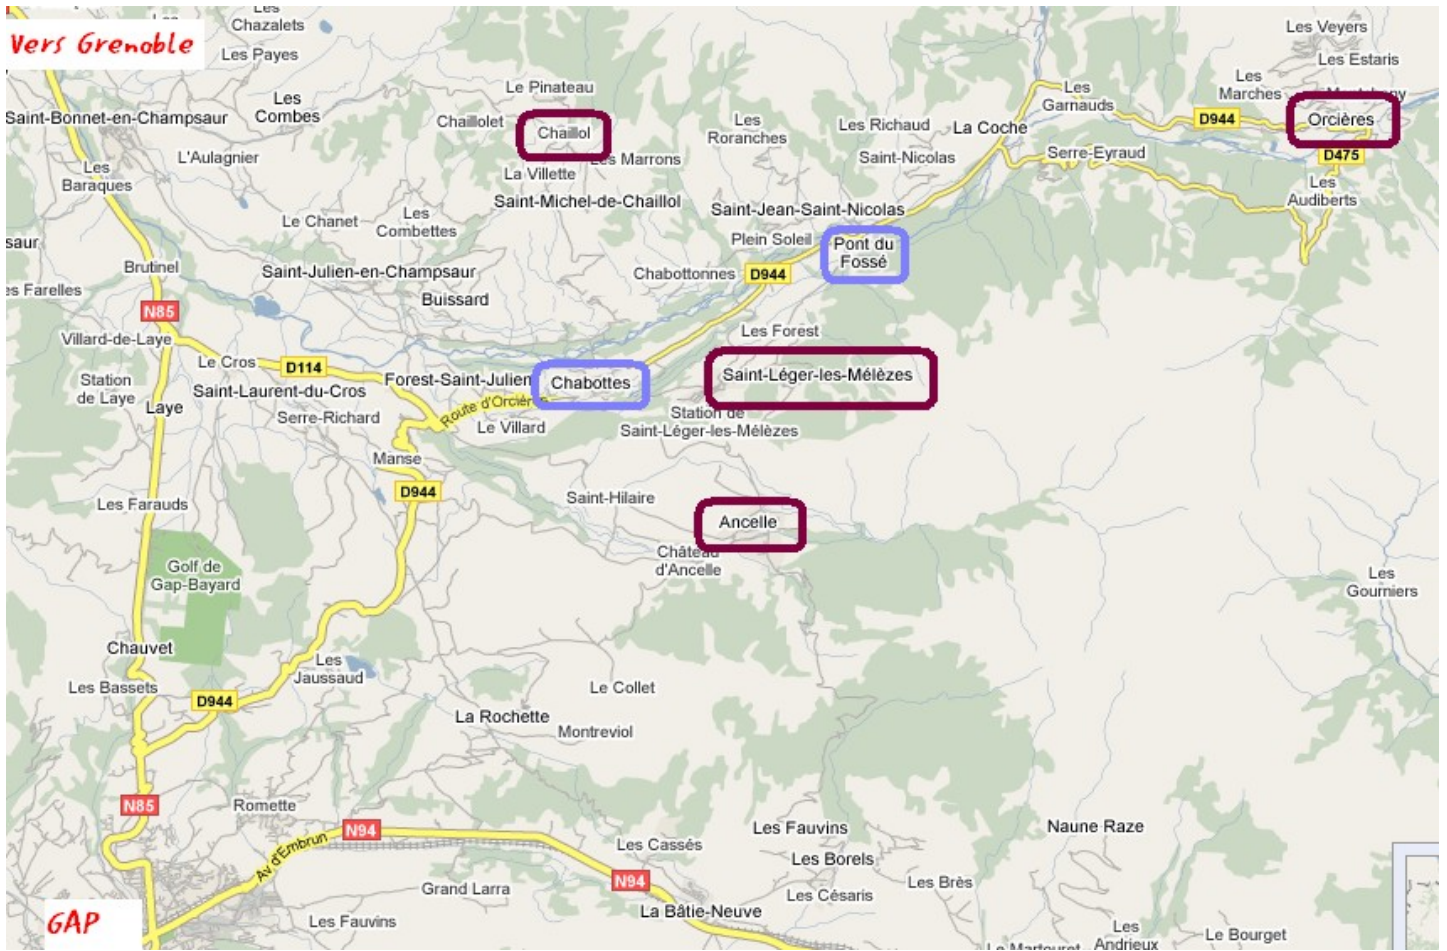 Les
Chazalets
Les Veyers
Vers Grenoble
Les Payes
Les Estaris
Le Pinateau
Les
Marches
Les
Garnauds
Les
Combes
Saint-Bonnet-en-Champsaur
Chaillolet
Chaillol
Les
Roranches
Les Richaud
La Coche
D944
Orcières
L'Aulagnier
Les Marrons
Saint-Nicolas
Serre-Eyraud
D475
Les
Baraques
La Villette
Les
Audiberts
Saint-Michel-de-Chaillol
Saint-Jean-Saint-Nicolas
Le Chanet
Les
Combettes
saur
Plein Soleil
Pont du
Fossé
Brutinel
Saint-Julien-en-Champsaur
Chabottonnes
D944
es Farelles
Buissard
N85
Les Forest
Villard-de-Laye
Le Cros
D114
Station
de Laye
Forest-Saint-Julien
Chabottes
Saint-Léger-les-Mélèzes
Saint-Laurent-du-Cros
Laye
Route d'Orcières
Serre-Richard
Le Villard
Station de
Saint-Léger-les-Mélèzes
Manse
D944
Les Farauds
Saint-Hilaire
Ancelle
Château
d'Ancelle
Golf de
Gap-Bayard
Les
Gourniers
Chauvet
Les
Jaussaud
Les Bassets
D944
Le Collet
La Rochette
Montreviol
N85
Romette
N94
Av d'Embrun
Les Fauvins
Naune Raze
Les Cassés
Les Borels
N94
Grand Larra
Les Césaris
Les Brès
GAP
Les Fauvins
La Bâtie-Neuve
Les
Andrieux
Le Bourget
Le Martouret